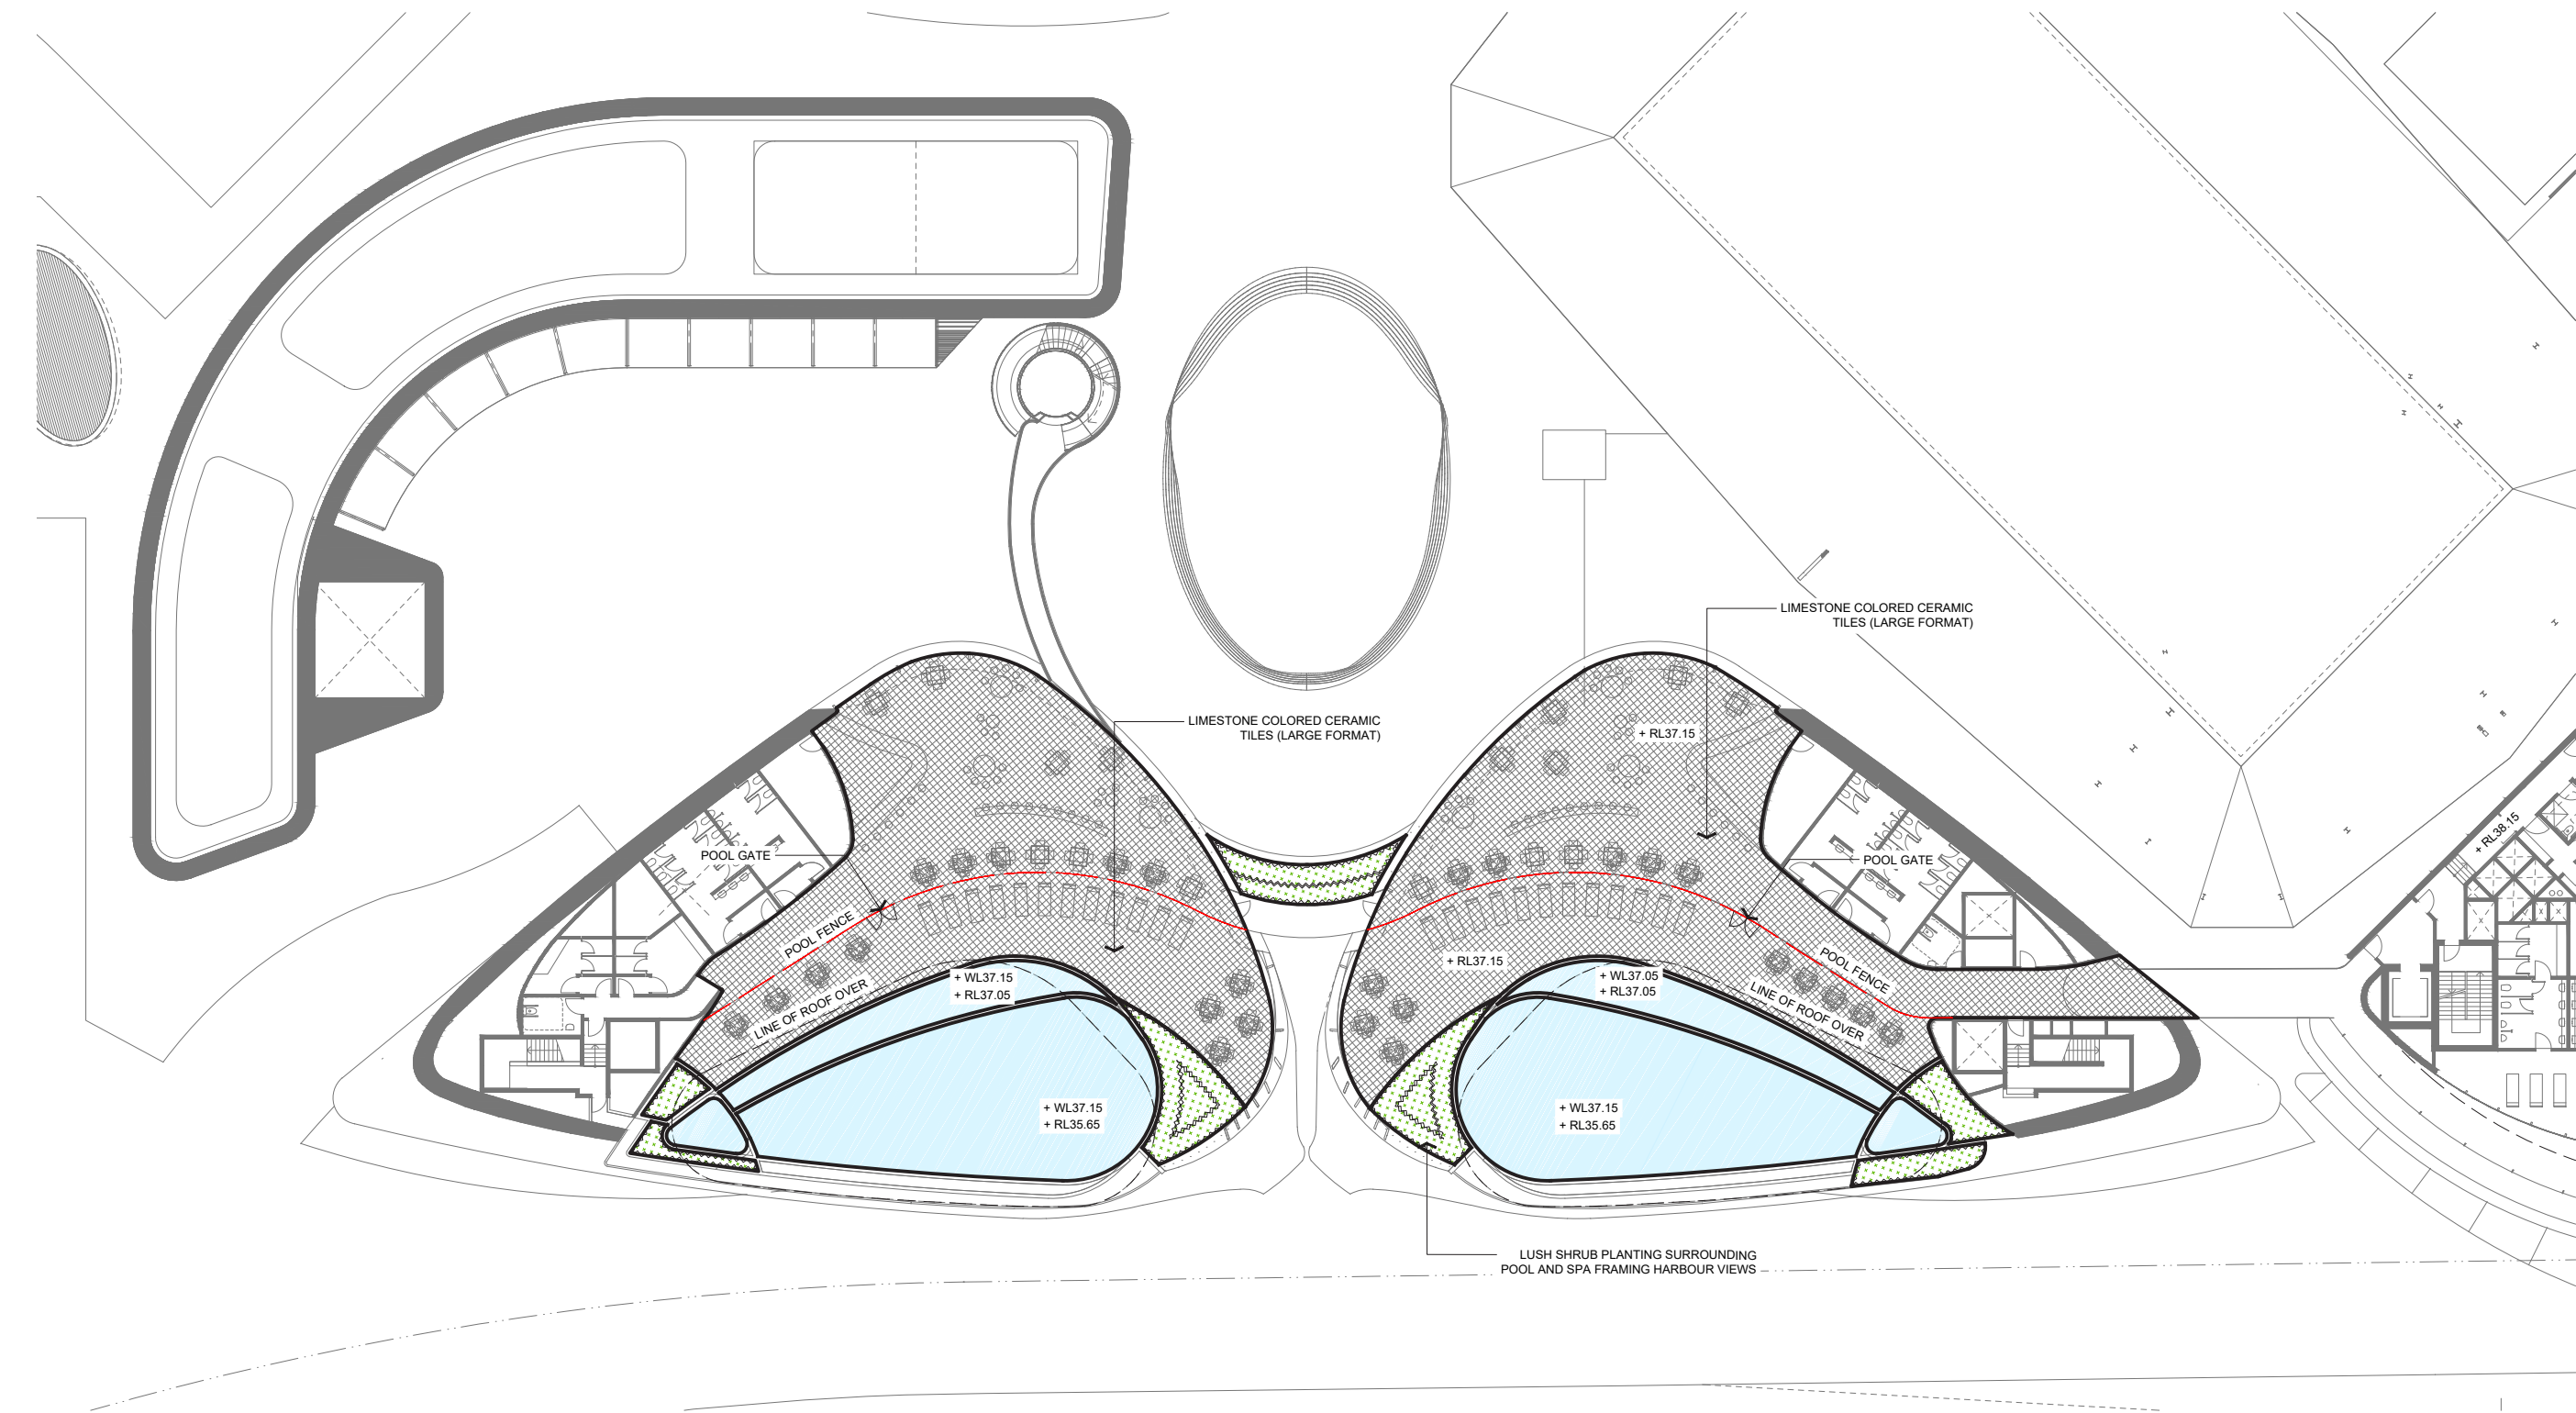 LIMESTONE COLORED CERAMIC
TILES (LARGE FORMAT)
LIMESTONE COLORED CERAMIC
TILES (LARGE FORMAT)
+ RL37.15
+ RL38.15
POOL GATE
POOL GATE
POOL FENCE
POOL FENCE
LINE OF ROOF OVER
LINE OF ROOF OVER
+ WL37.15
+ RL37.05
+ RL37.15
+ WL37.05
+ RL37.05
+ WL37.15
+ RL35.65
+ WL37.15
+ RL35.65
LUSH SHRUB PLANTING SURROUNDING
POOL AND SPA FRAMING HARBOUR VIEWS